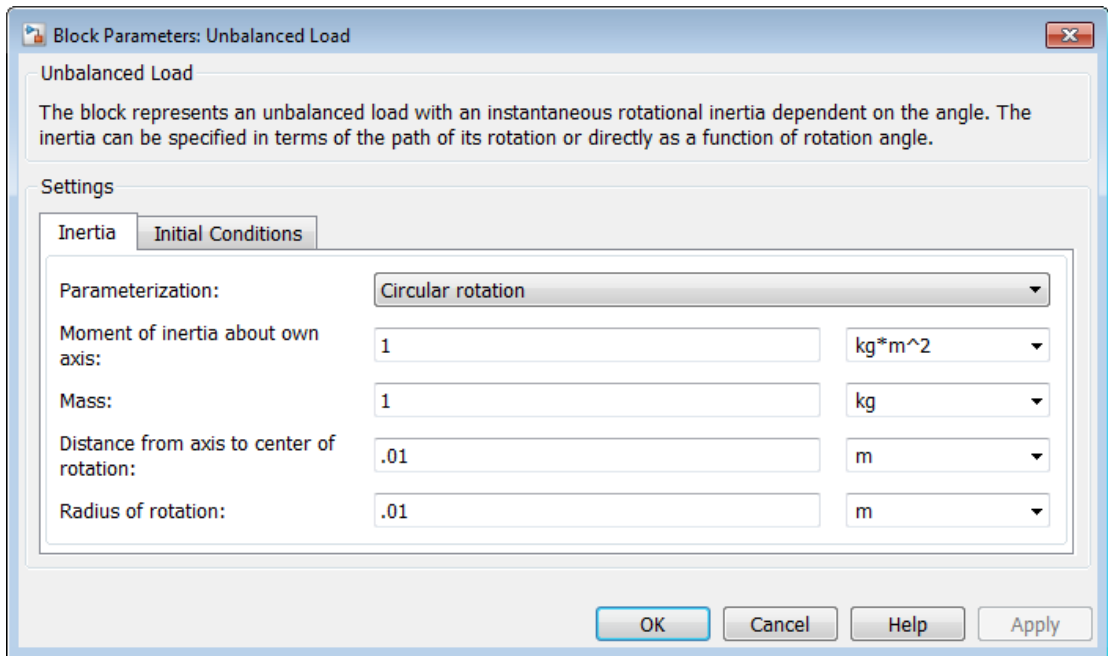 Block Parameters: Unbalanced Load
Unbalanced Load
The block represents an unbalanced load with an instantaneous rotational inertia dependent on the angle. The
inertia can be specified in terms of the path of its rotation or directly as a function of rotation angle.
Settings
Inertia Initial Conditions
Parameterization: Circular rotation
Moment of inertia about own
axis: 1 kg*m^2
Mass: 1 kg
Distance from axis to center of
rotation: .01 m
Radius of rotation: .01 m
OK Cancel Help Apply